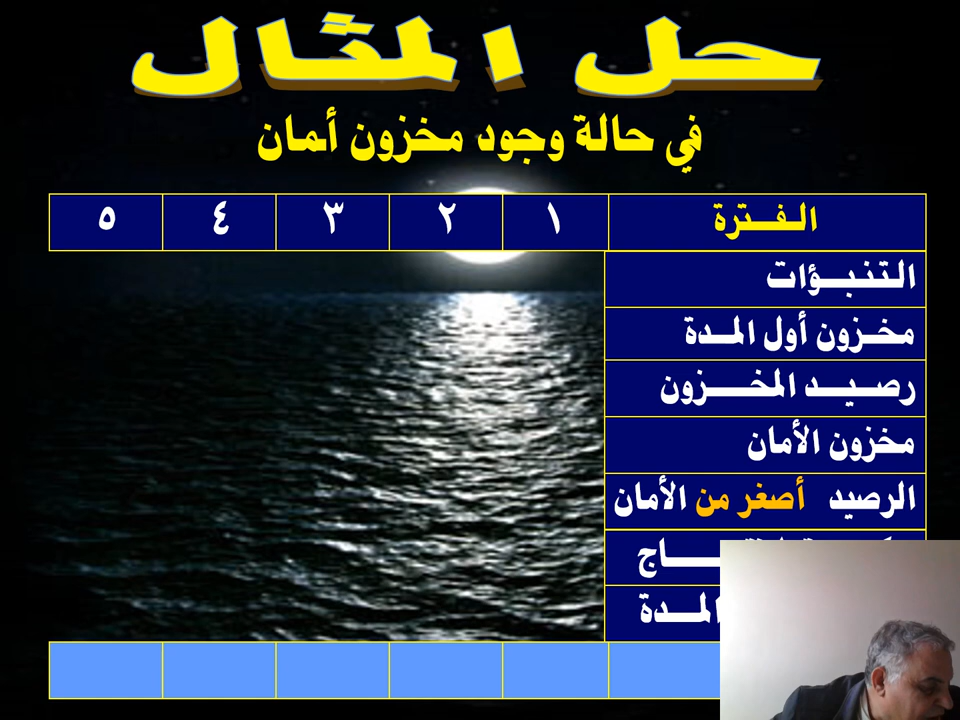 حل المثال
في حالة وجود مخزون أمان
الفترة ١ ٢ ٣ ٤ ٥
التنبؤات
مخزون أول المدة
رصيد المخزون
مخزون الأمان
الرصيد أصغر من الأمان
المدة